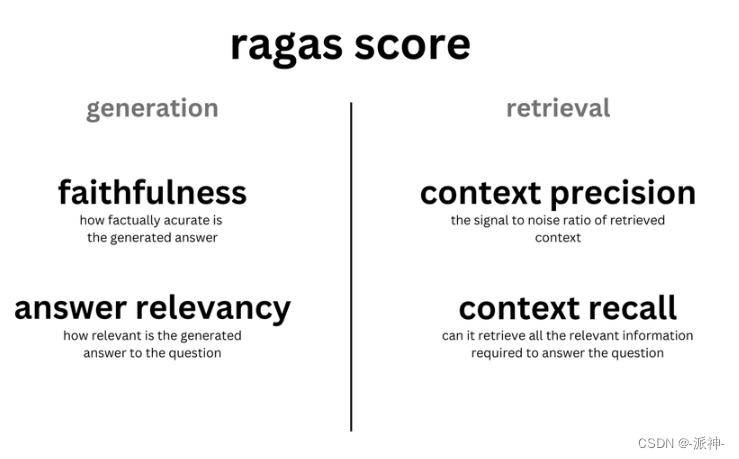 ragas score
generation
faithfulness
how factually acurate is
the generated answer
answer relevancy
how relevant is the generated
answer to the question
retrieval
context precision
the signal to noise ratio of retrieved
context
context recall
can it retrieve all the relevant information
required to answer the question
CSDN @-派神-